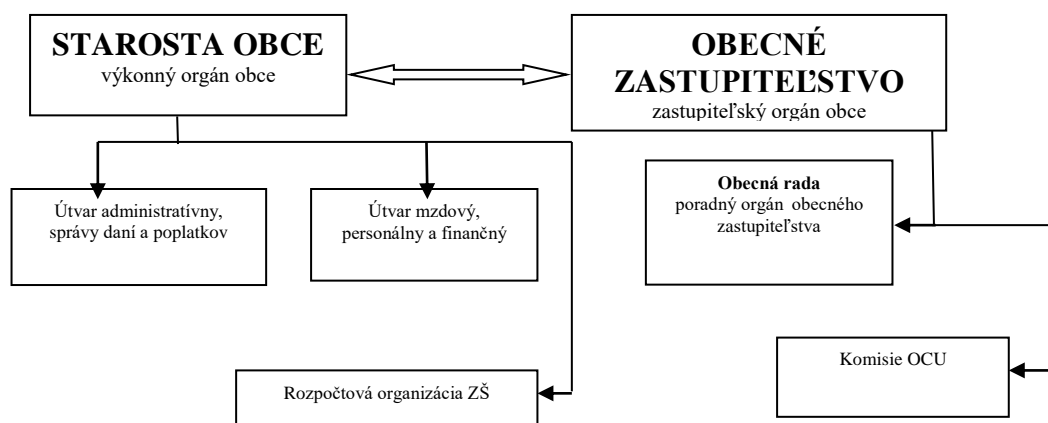 STAROSTA OBCE
výkonný orgán obce
OBECNÉ
ZASTUPITEĽSTVO
zastupiteľský orgán obce
Útvar administratívny,
správy daní a poplatkov
Útvar mzdový,
personálny a finančný
Obecná rada
poradný orgán obecného
zastupiteľstva
Rozpočtová organizácia ZŠ
Komisie OCU